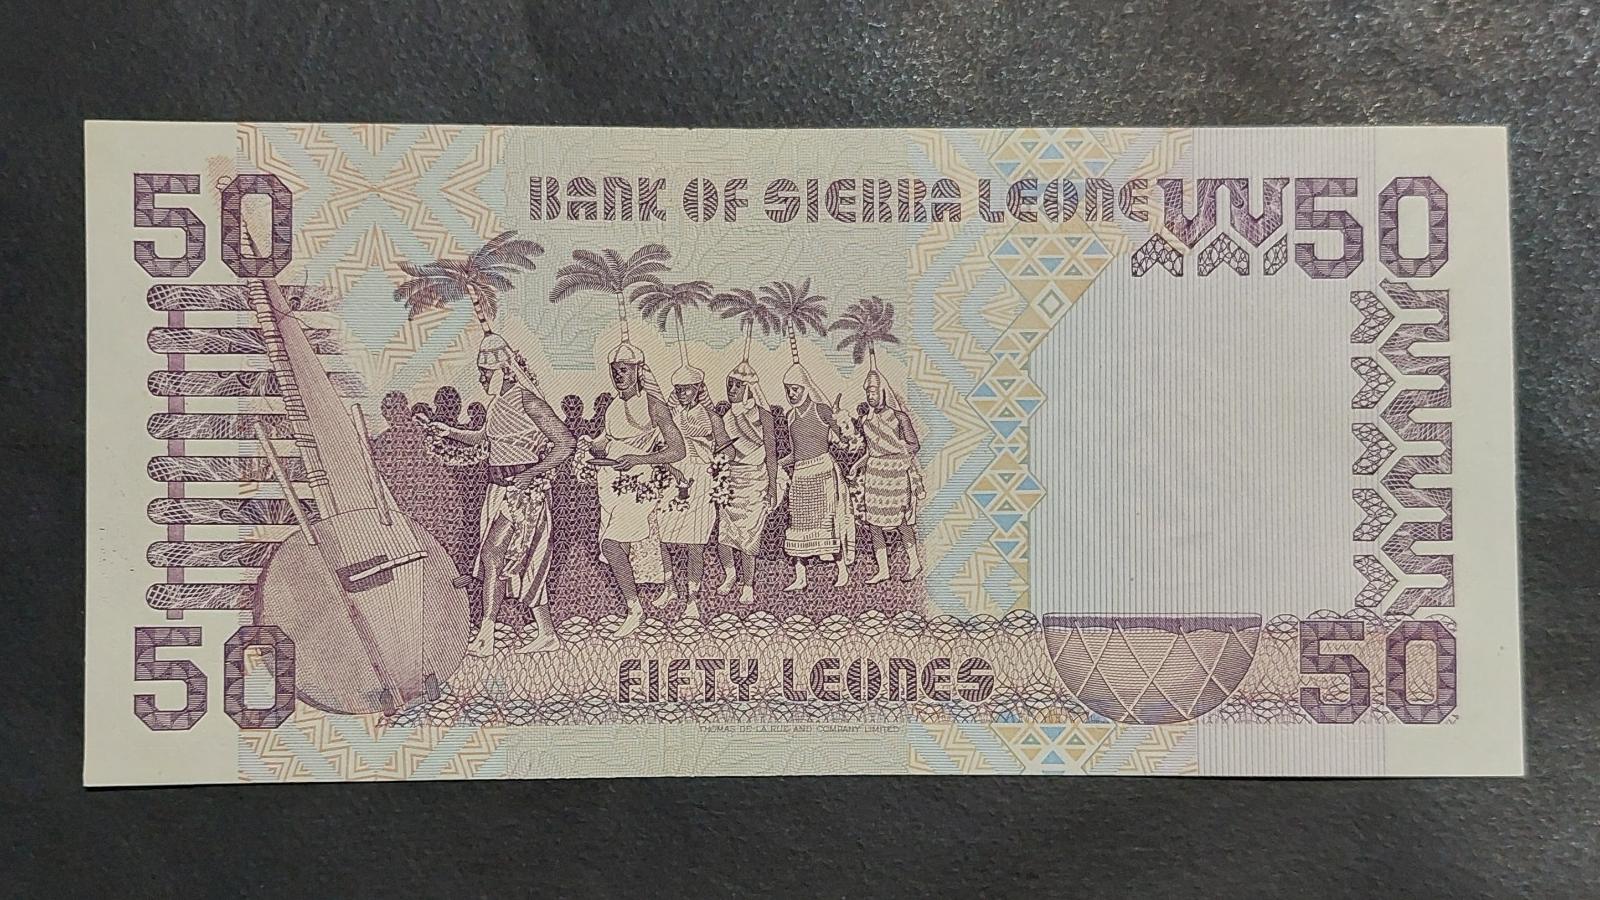 50
BANK OF SIERRA LEONE
50
50
FIFTY LEONES
50
THOMAS DE LA RUE AND COMPANY LIMITED